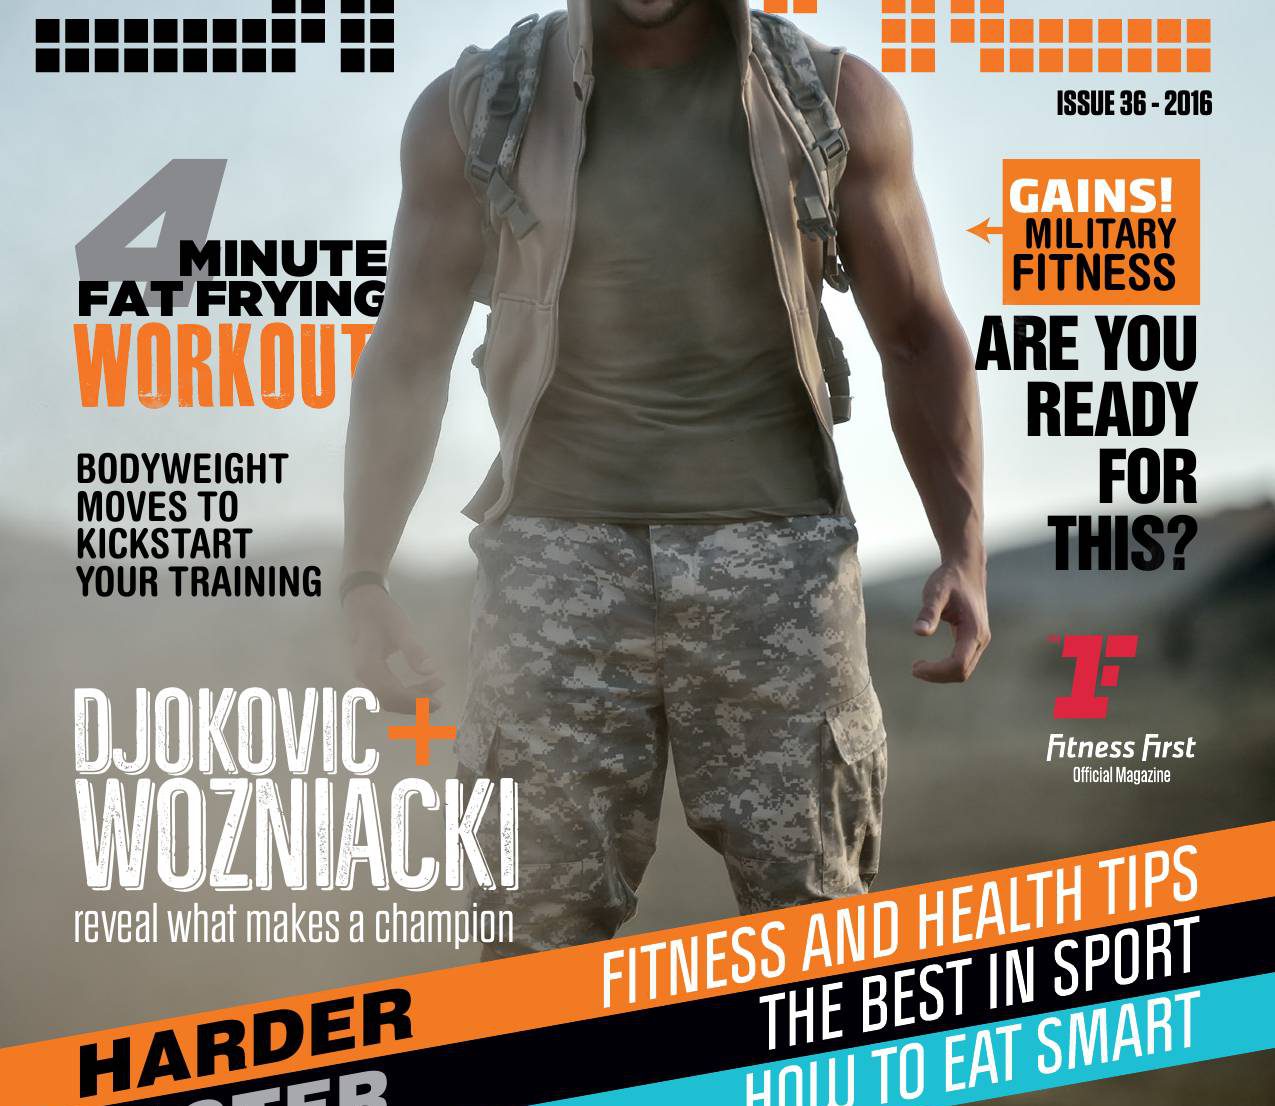 ISSUE 36 - 2016
4
MINUTE
FAT FRYING
WORKOUT
BODYWEIGHT
MOVES TO
KICKSTART
YOUR TRAINING
GAINS!
MILITARY
FITNESS
ARE YOU
READY
FOR
THIS?
1F
Fitness First
Official Magazine
DJOKOVIC +
WOZNIACKI
reveal what makes a champion
FITNESS AND HEALTH TIPS
THE BEST IN SPORT
HOW TO EAT SMART
HARDER